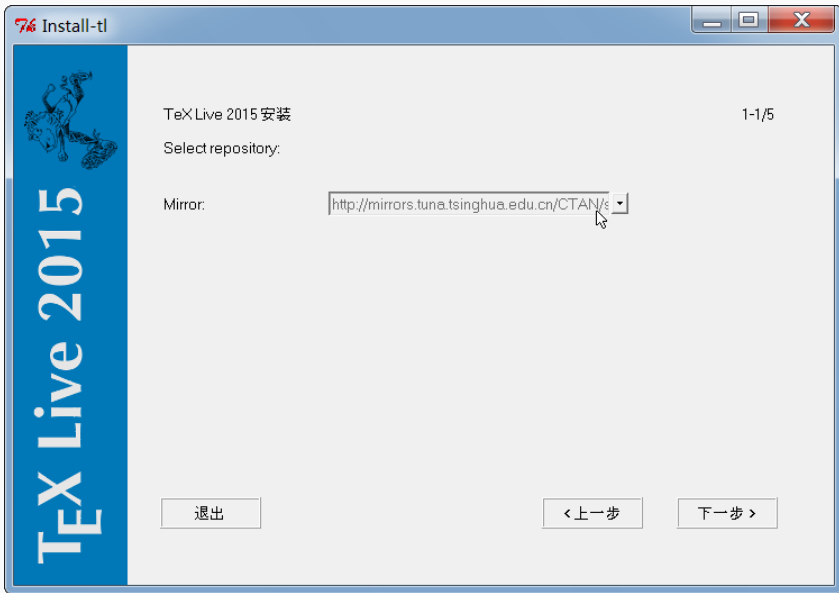 Install-tl
TeX Live 2015
TeX Live 2015 安装
1-1/5
Select repository:
Mirror:
http://mirrors.tuna.tsinghua.edu.cn/CTAN/s
退出
<上一步
下一步>